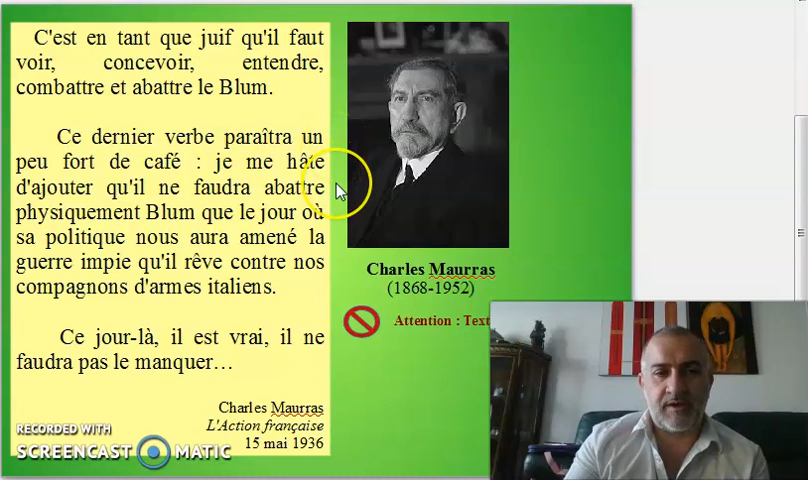 C'est en tant que juif qu'il faut
voir, concevoir, entendre,
combattre et abattre le Blum.
Ce dernier verbe paraîtra un
peu fort de café : je me hâte
d'ajouter qu'il ne faudra abattre
physiquement Blum que le jour où
sa politique nous aura amené la
guerre impie qu'il rêve contre nos
compagnons d'armes italiens.
Ce jour-là, il est vrai, il ne
faudra pas le manquer…
Charles Maurras
L'Action française
15 mai 1936
Charles Maurras
(1868-1952)
Attention : Text
RECORDED WITH
SCREENCAST MATIC